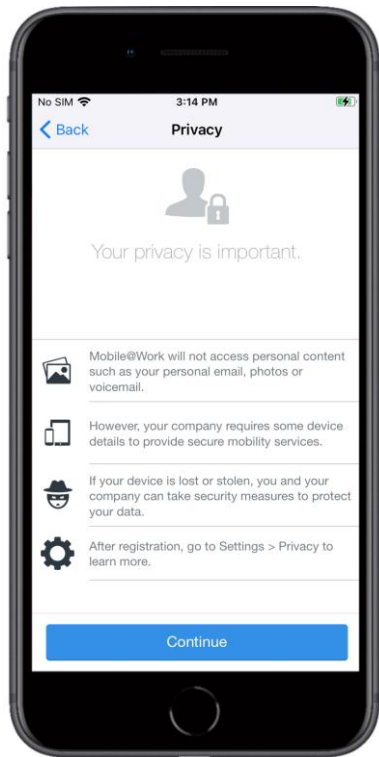 No SIM 3:14 PM
Back Privacy
Your privacy is important.
Mobile@Work will not access personal content
such as your personal email, photos or
voicemail.
However, your company requires some device
details to provide secure mobility services.
If your device is lost or stolen, you and your
company can take security measures to protect
your data.
After registration, go to Settings > Privacy to
learn more.
Continue